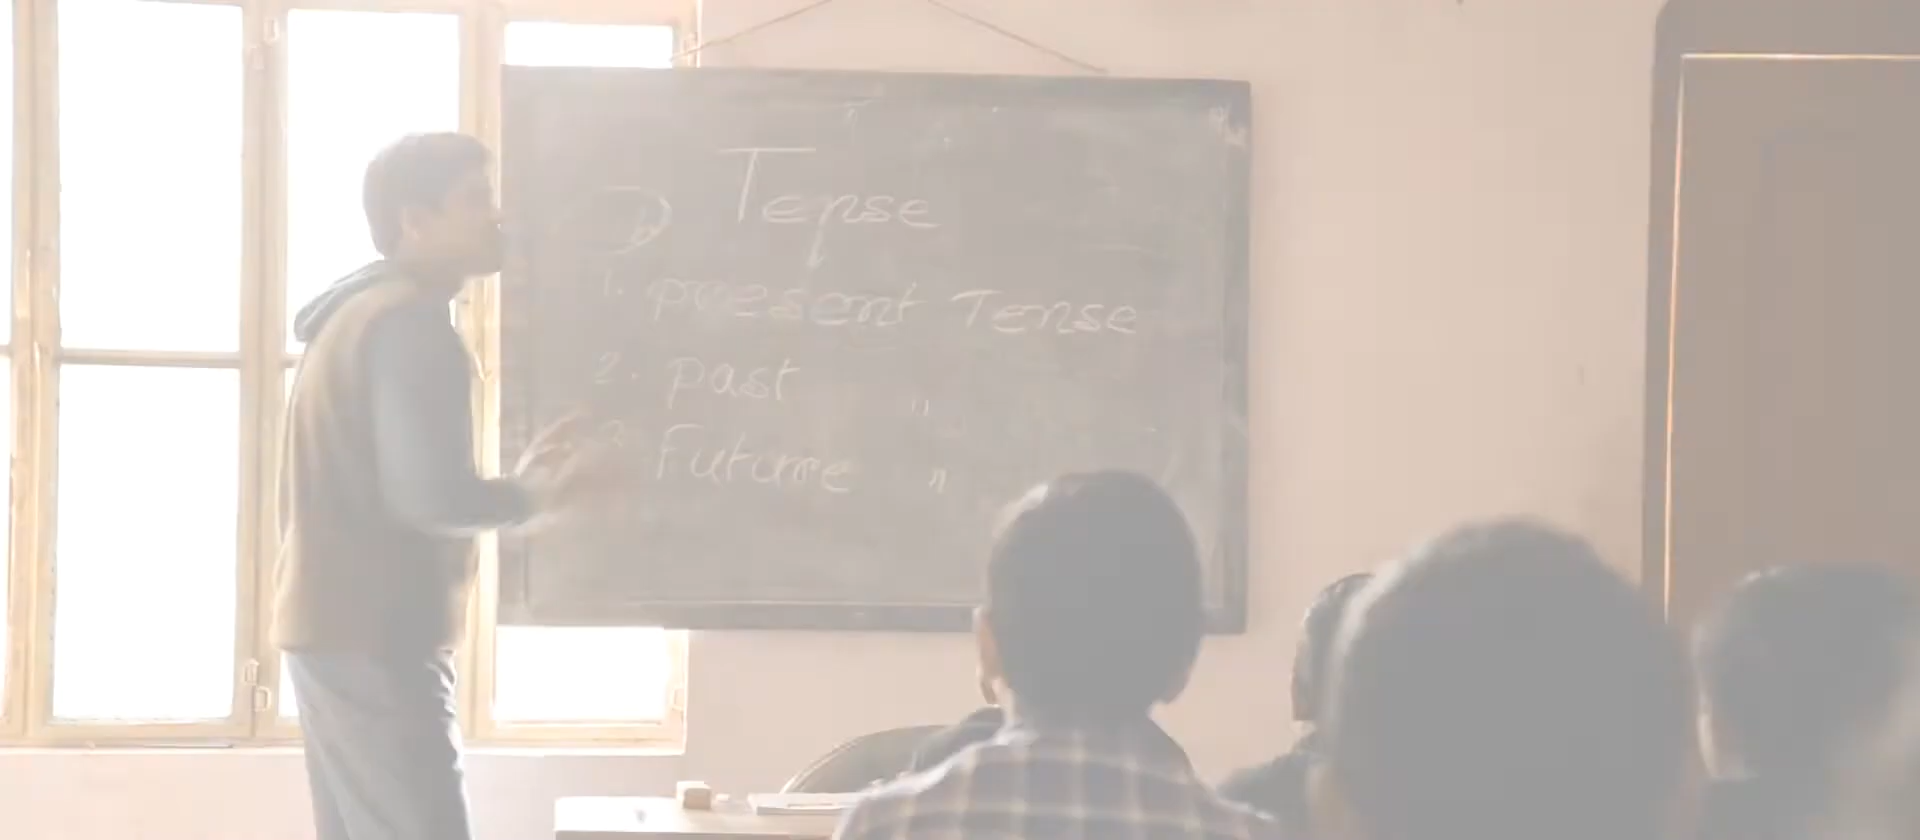 Tense
1. present Tense
2. past "
3. Future "